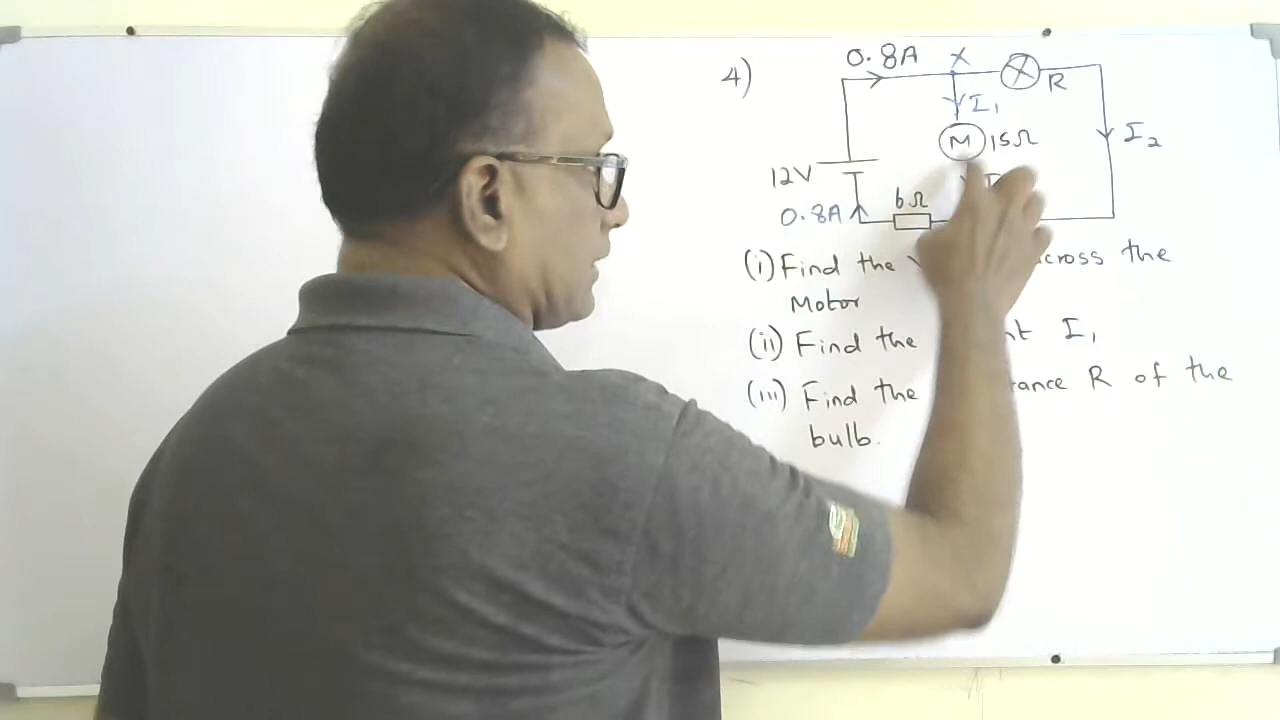 4)
0.8A X
R
I₁
M 15Ω
I₂
12V
6Ω
0.8A
(i) Find the across the
Motor
(ii) Find the I₁
(iii) Find the R of the
bulb.